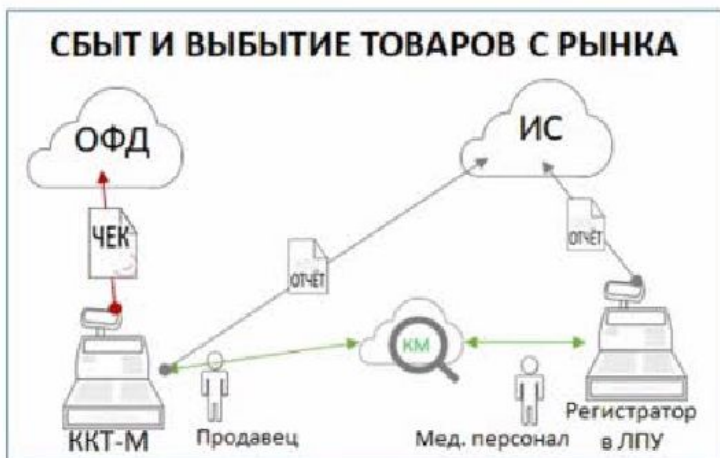 СБЫТ И ВЫБЫТИЕ ТОВАРОВ С РЫНКА
ОФД
ИС
ЧЕК
ОТЧЁТ
ОТЧЁТ
КМ
ККТ-М
Продавец
Мед. персонал
Регистратор
в ЛПУ